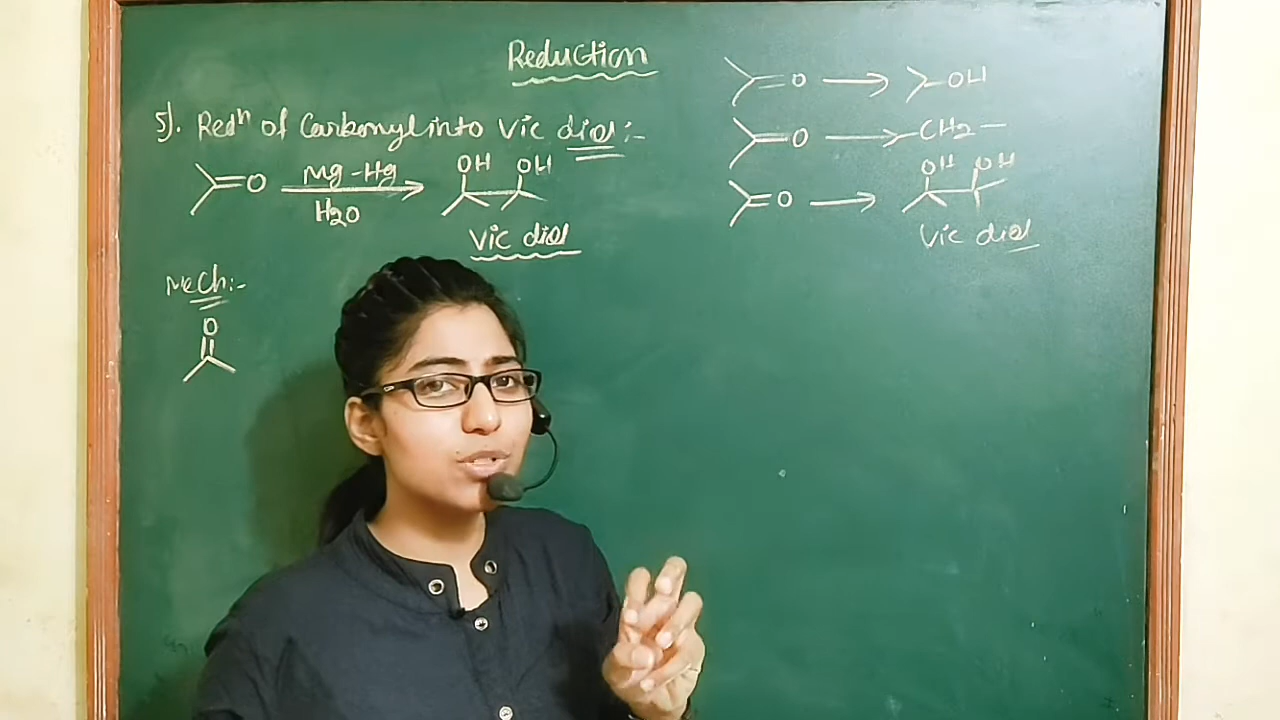 Reduction
5). Redⁿ of Carbonyl into Vic diol :-
=O Mg-Hg OH OH
H2O
Vic diol
Mech :-
O
=O → -OH
=O → -CH2-
=O → OH OH
Vic diol